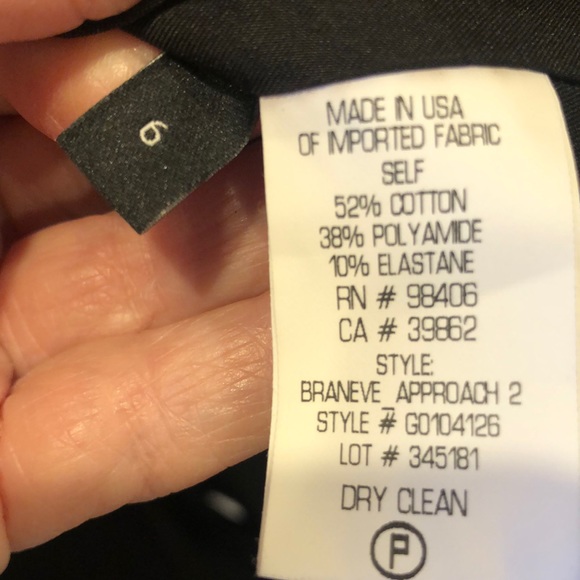 6
MADE IN USA
OF IMPORTED FABRIC
SELF
52% COTTON
38% POLYAMIDE
10% ELASTANE
RN # 98406
CA # 39862
STYLE:
BRANEVE_APPROACH 2
STYLE # G0104126
LOT # 345181
DRY CLEAN
P